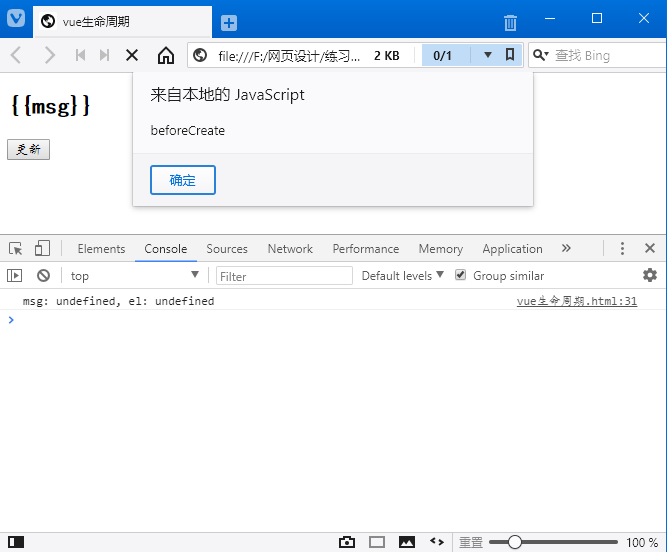 vue生命周期
file:///F:/网页设计/练习... 2 KB 0/1 查找 Bing
{{msg}}
更新
来自本地的 JavaScript
beforeCreate
确定
Elements Console Sources Network Performance Memory Application »
top Filter Default levels Group similar
msg: undefined, el: undefined vue生命周期.html:31
重置 100 %